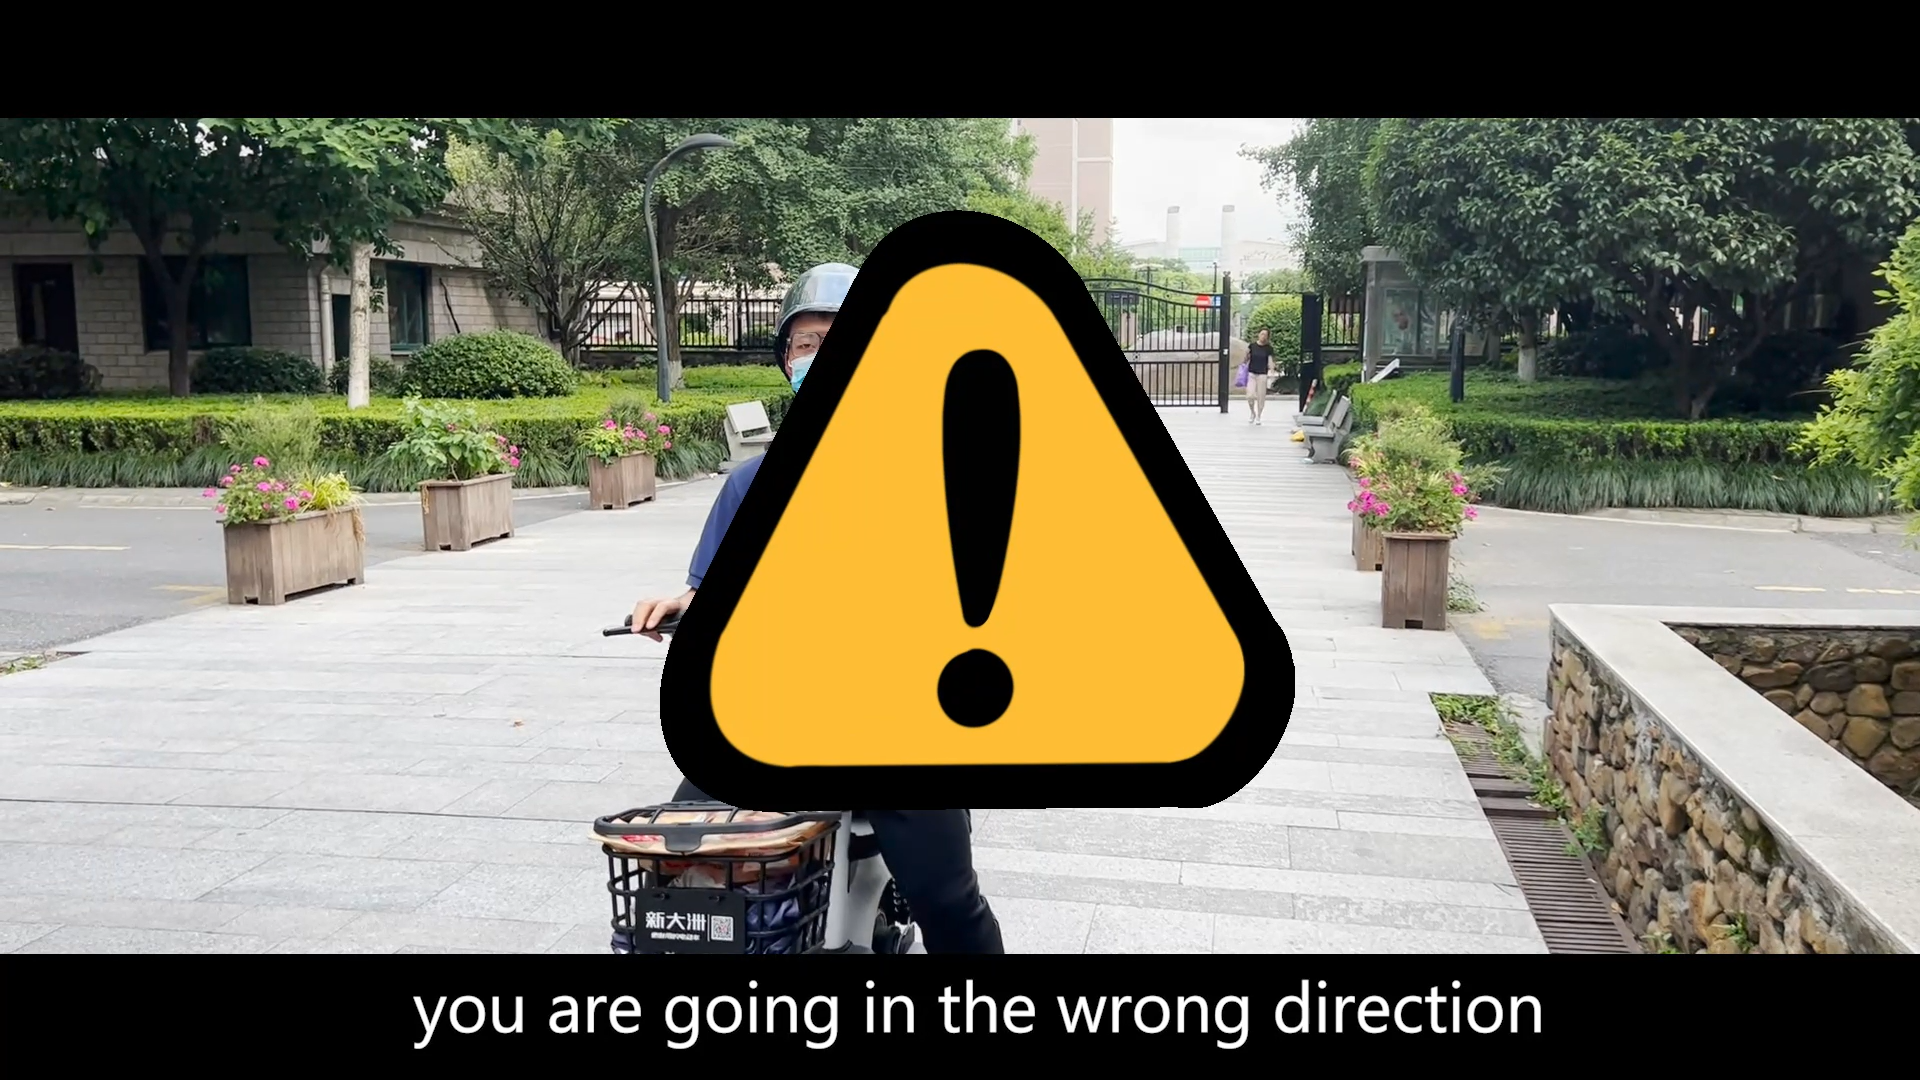 新大洲
you are going in the wrong direction